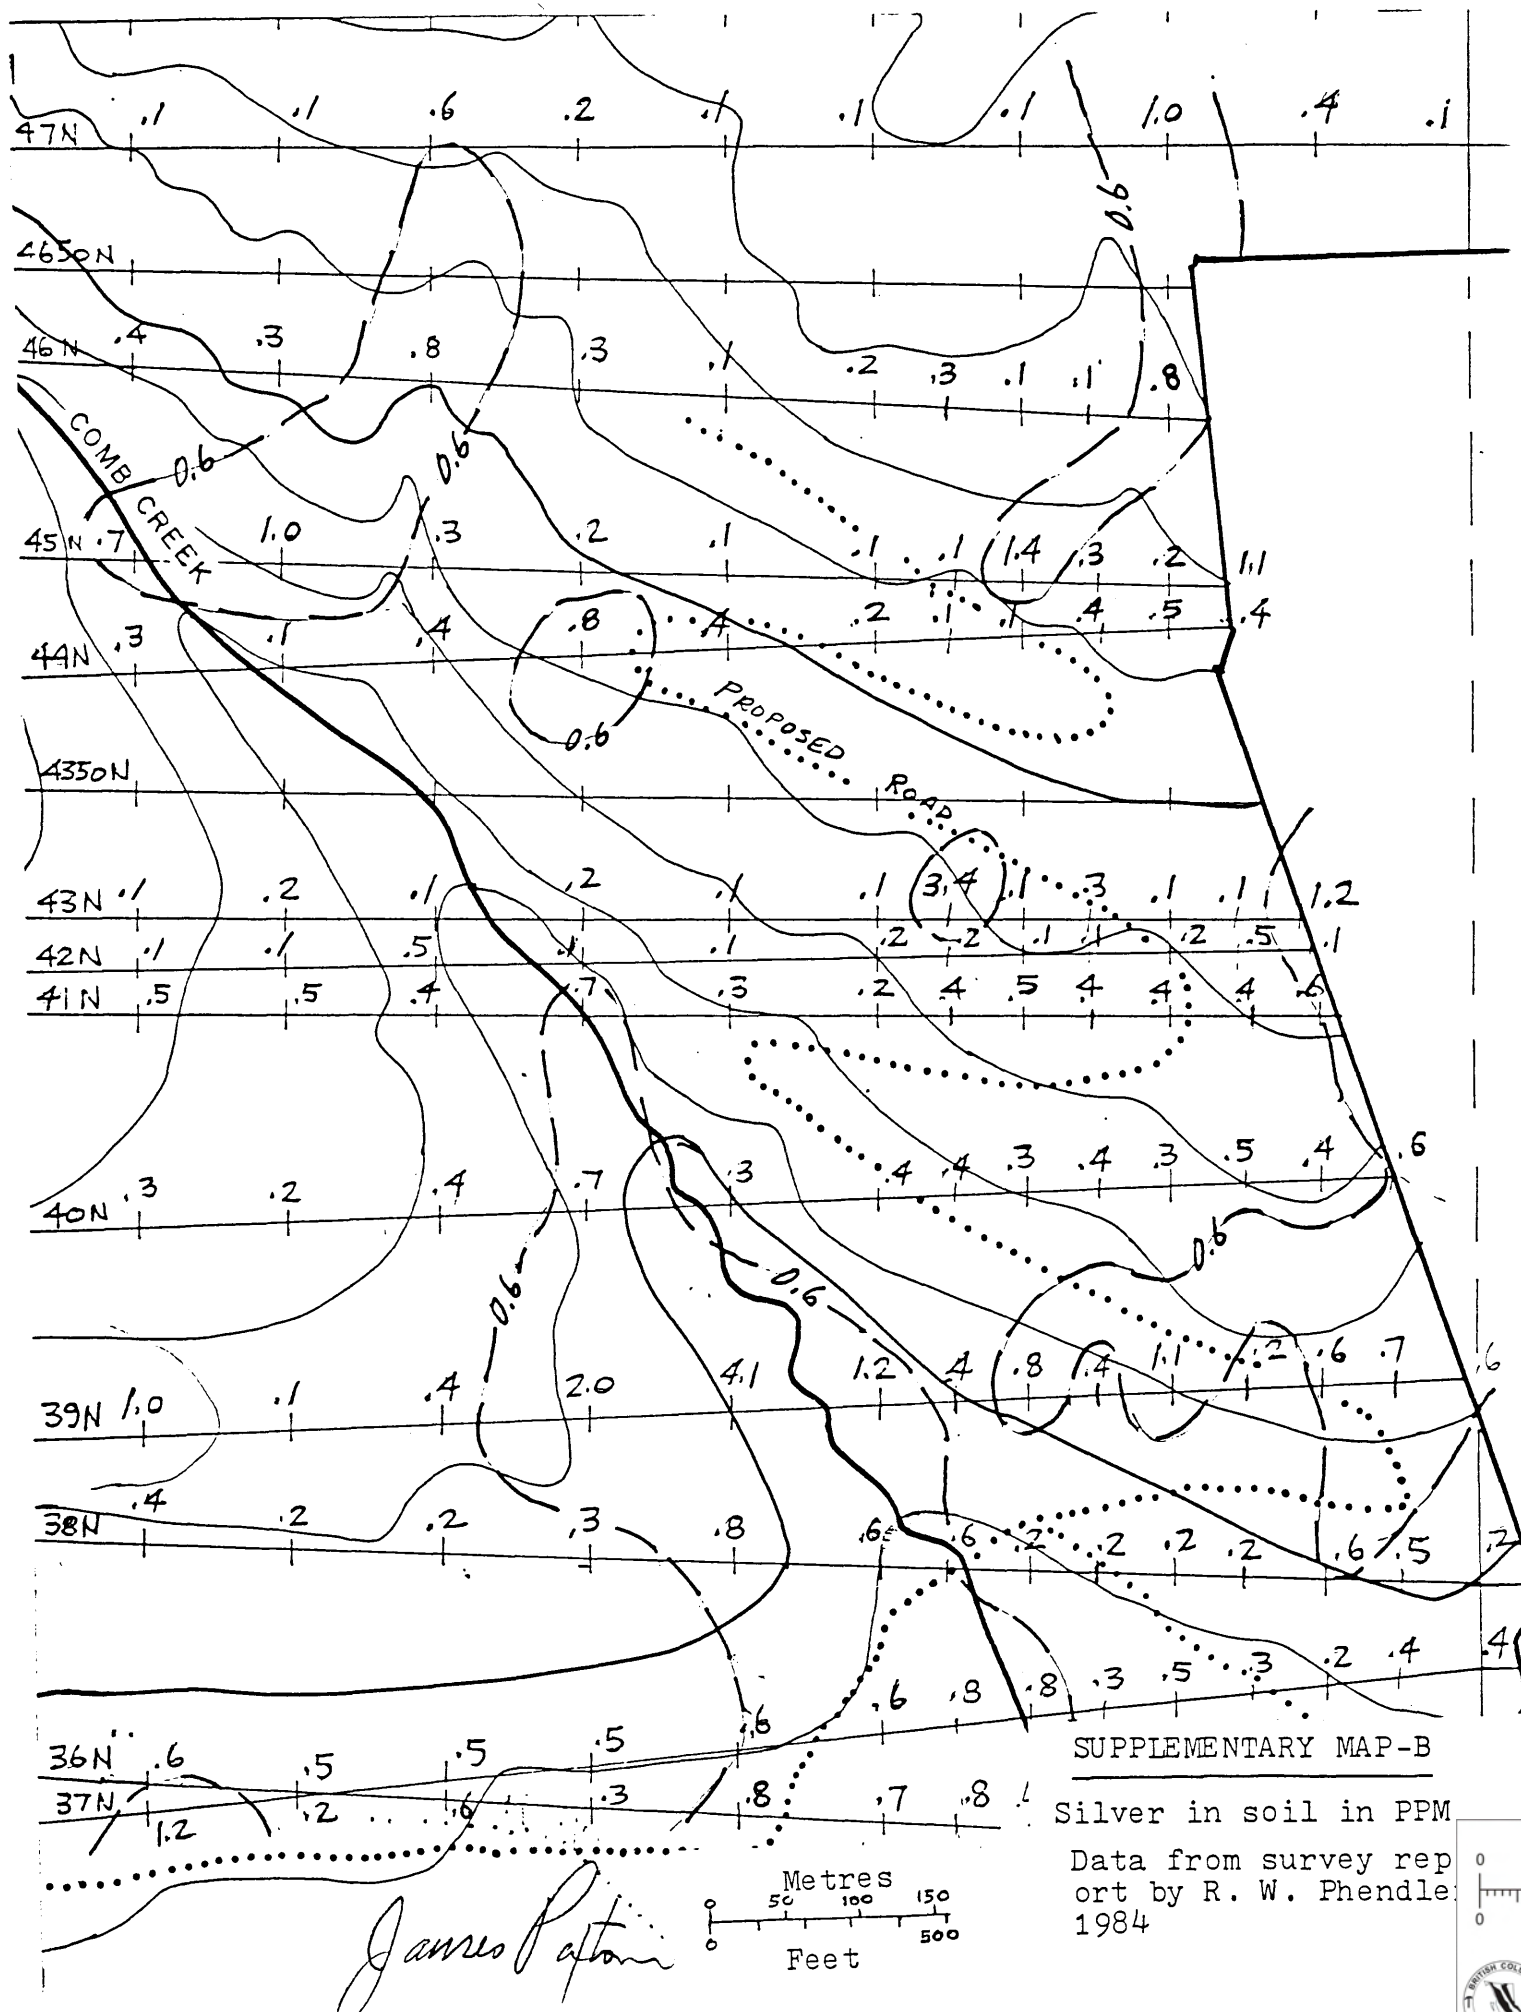 47N .1 .1 .6 .2 .1 .1 .1 1.0 .4 .1
0.6
4650N
46N .4 .3 .8 .3 .1 .2 .3 .1 .1 .8
COMB CREEK
0.6
0.6
45N .7 1.0 .3 .2 .1 .1 .1 1.4 .3 .2 1.1
44N .3 .1 .4 .8 .4 .2 .1 .1 .4 .5 .4
0.6
PROPOSED ROAD
4350N
43N .1 .2 .1 .2 .1 .1 3.4 .1 .3 .1 .1 1.2
42N .1 .1 .5 .1 .1 .2 .2 .1 .1 .2 .5 .1
41N .5 .5 .4 .7 .3 .2 .4 .5 .4 .4 .4 .6
40N .3 .2 .4 .7 .3 .4 .4 .3 .4 .3 .5 .4 .6
0.6
0.6
0.6
39N 1.0 .1 .4 2.0 4.1 1.2 .4 .8 .4 1.1 .2 .6 .7 .6
38N .4 .2 .2 .3 .8 .6 .6 .2 .2 .2 .2 .6 .5 .2
36N .6 .5 .5 .5 .6 .6 .8 .8 .3 .5 .3 .2 .4 .4
37N 1.2 .2 .6 .3 .8 .7 .8
SUPPLEMENTARY MAP-B
Silver in soil in PPM
Data from survey rep
ort by R. W. Phendle
1984
Metres
0 50 100 150
0 500
Feet
James
0
0
BRITISH COL